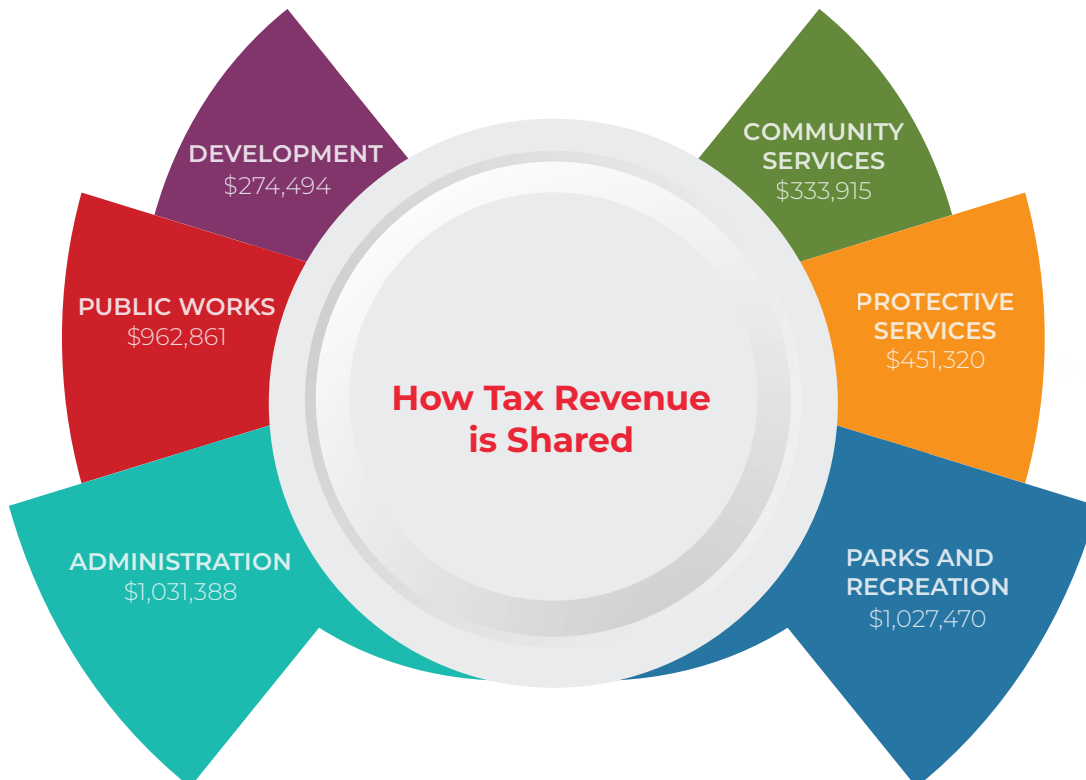 DEVELOPMENT
$274,494
COMMUNITY
SERVICES
$333,915
PUBLIC WORKS
$962,861
PROTECTIVE
SERVICES
$451,320
How Tax Revenue
is Shared
ADMINISTRATION
$1,031,388
PARKS AND
RECREATION
$1,027,470